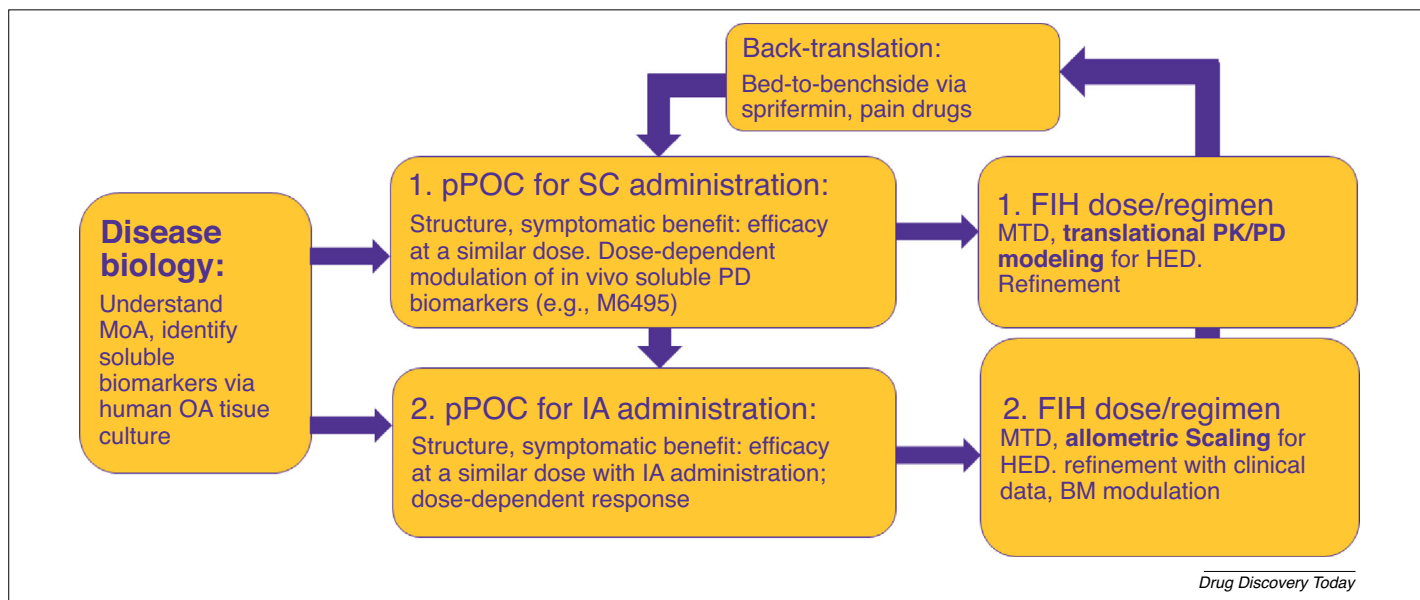 Back-translation:
Bed-to-benchside via
sprifermin, pain drugs
Disease
biology:
Understand
MoA, identify
soluble
biomarkers via
human OA tisue
culture
1. pPOC for SC administration:
Structure, symptomatic benefit: efficacy
at a similar dose. Dose-dependent
modulation of in vivo soluble PD
biomarkers (e.g., M6495)
2. pPOC for IA administration:
Structure, symptomatic benefit: efficacy
at a similar dose with IA administration;
dose-dependent response
1. FIH dose/regimen
MTD, translational PK/PD
modeling for HED.
Refinement
2. FIH dose/regimen
MTD, allometric Scaling for
HED. refinement with clinical
data, BM modulation
Drug Discovery Today